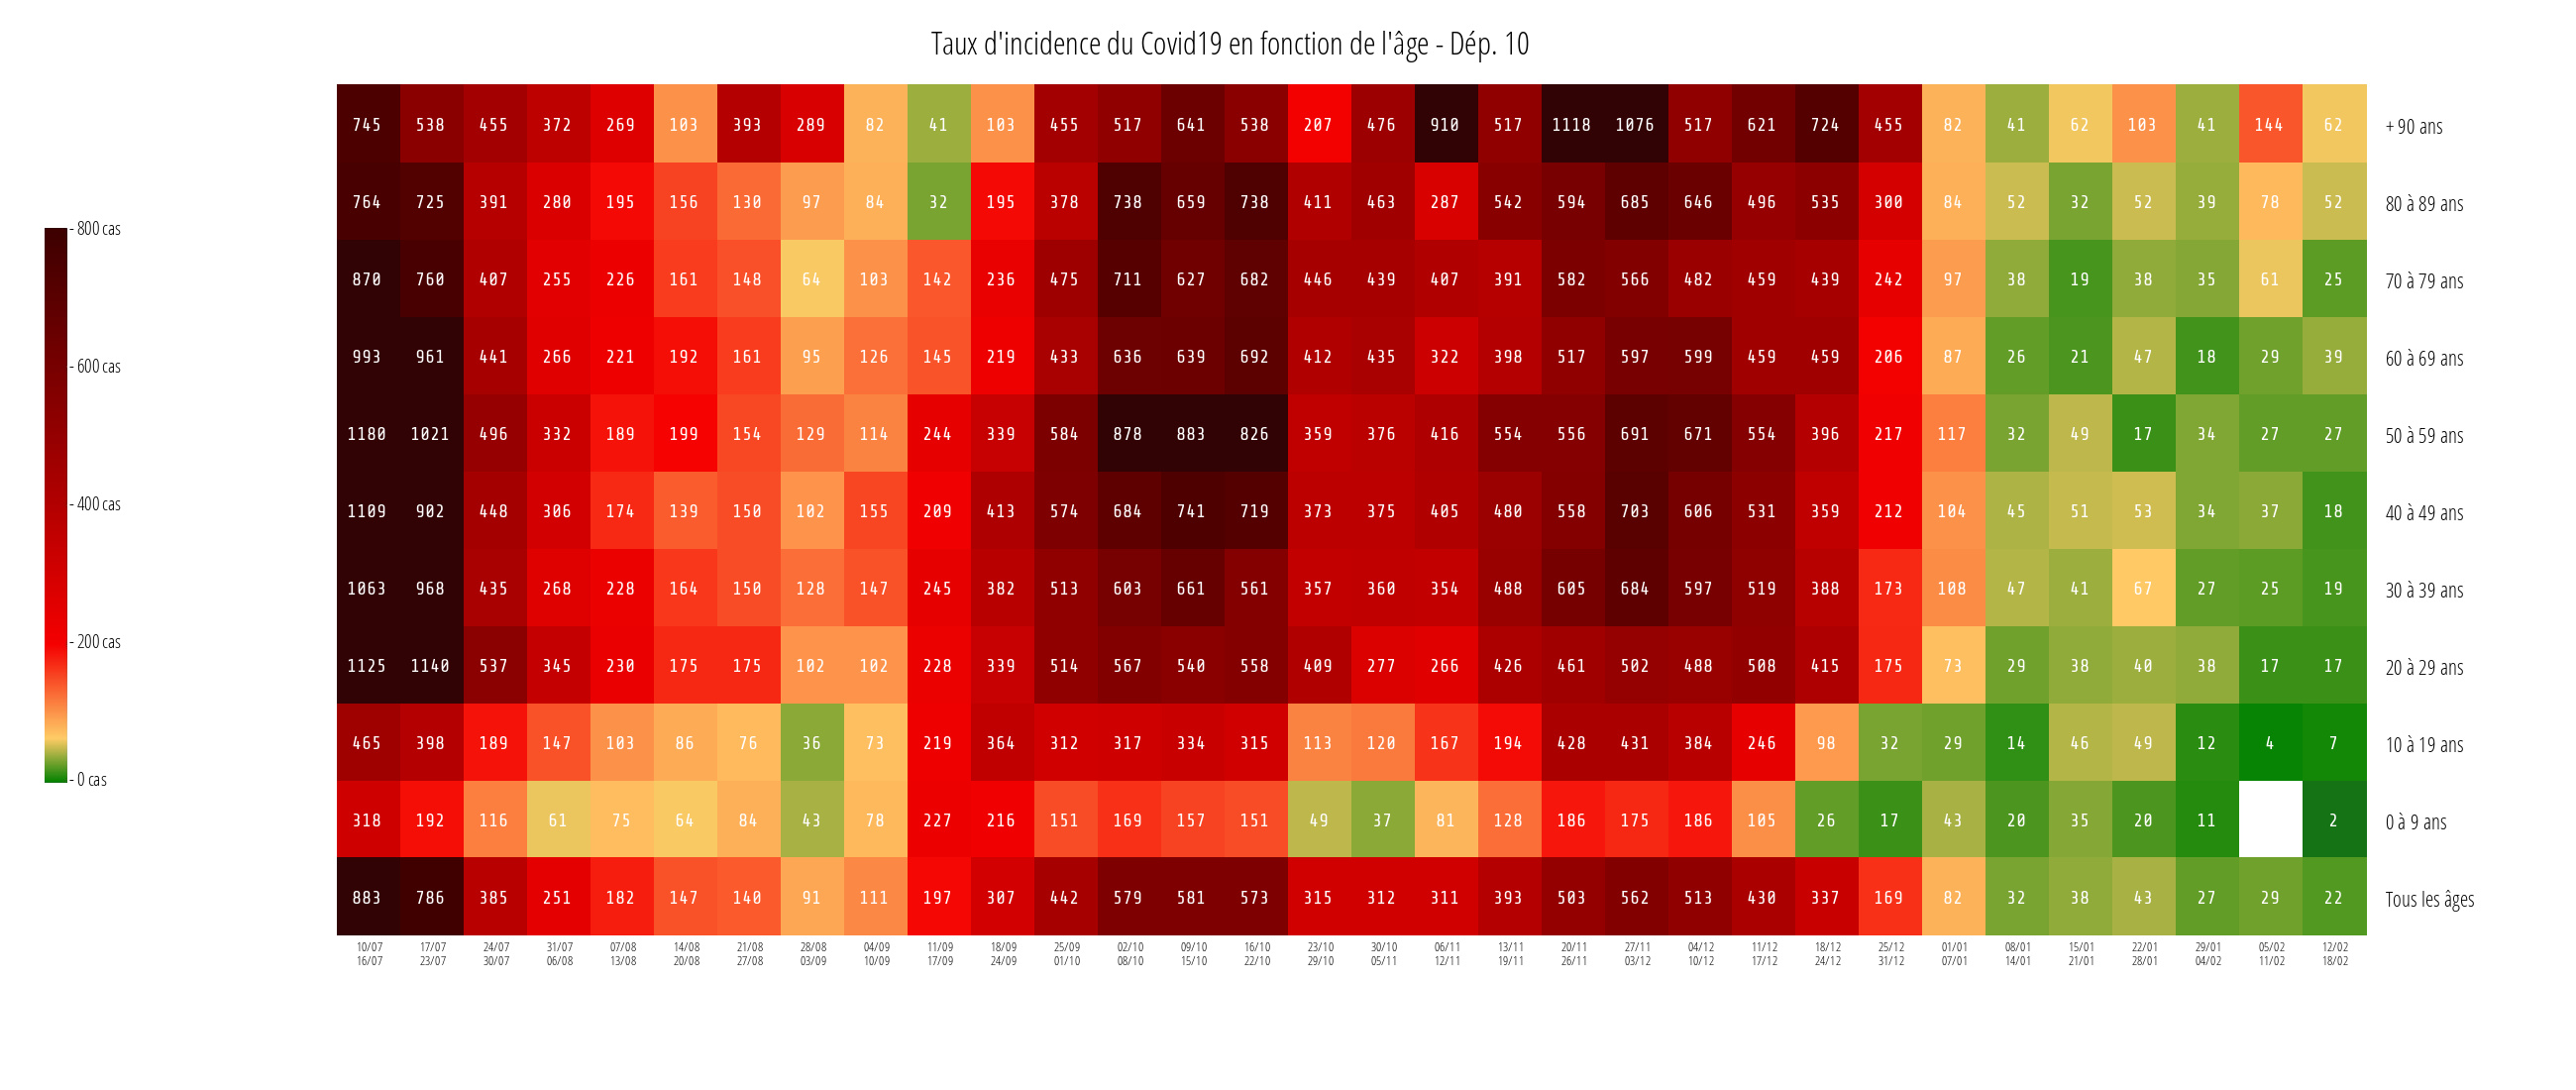 Taux d'incidence du Covid19 en fonction de l'âge - Dép. 10
- 800 cas
- 600 cas
- 400 cas
- 200 cas
- 0 cas
745 538 455 372 269 103 393 289 82 41 103 455 517 641 538 207 476 910 517 1118 1076 517 621 724 455 82 41 62 103 41 144 62 + 90 ans
764 725 391 280 195 156 130 97 84 32 195 378 738 659 738 411 463 287 542 594 685 646 496 535 300 84 52 32 52 39 78 52 80 à 89 ans
870 760 407 255 226 161 148 64 103 142 236 475 711 627 682 446 439 407 391 582 566 482 459 439 242 97 38 19 38 35 61 25 70 à 79 ans
993 961 441 266 221 192 161 95 126 145 219 433 636 639 692 412 435 322 398 517 597 599 459 459 206 87 26 21 47 18 29 39 60 à 69 ans
1180 1021 496 332 189 199 154 129 114 244 339 584 878 883 826 359 376 416 554 556 691 671 554 396 217 117 32 49 17 34 27 27 50 à 59 ans
1109 902 448 306 174 139 150 102 155 209 413 574 684 741 719 373 375 405 480 558 703 606 531 359 212 104 45 51 53 34 37 18 40 à 49 ans
1063 968 435 268 228 164 150 128 147 245 382 513 603 661 561 357 360 354 488 605 684 597 519 388 173 108 47 41 67 27 25 19 30 à 39 ans
1125 1140 537 345 230 175 175 102 102 228 339 514 567 540 558 409 277 266 426 461 502 488 508 415 175 73 29 38 40 38 17 17 20 à 29 ans
465 398 189 147 103 86 76 36 73 219 364 312 317 334 315 113 120 167 194 428 431 384 246 98 32 29 14 46 49 12 4 7 10 à 19 ans
318 192 116 61 75 64 84 43 78 227 216 151 169 157 151 49 37 81 128 186 175 186 105 26 17 43 20 35 20 11 2 0 à 9 ans
883 786 385 251 182 147 140 91 111 197 307 442 579 581 573 315 312 311 393 503 562 513 430 337 169 82 32 38 43 27 29 22 Tous les âges
10/07 17/07 24/07 31/07 07/08 14/08 21/08 28/08 04/09 11/09 18/09 25/09 02/10 09/10 16/10 23/10 30/10 06/11 13/11 20/11 27/11 04/12 11/12 18/12 25/12 01/01 08/01 15/01 22/01 29/01 05/02 12/02
16/07 23/07 30/07 06/08 13/08 20/08 27/08 03/09 10/09 17/09 24/09 01/10 08/10 15/10 22/10 29/10 05/11 12/11 19/11 26/11 03/12 10/12 17/12 24/12 31/12 07/01 14/01 21/01 28/01 04/02 11/02 18/02